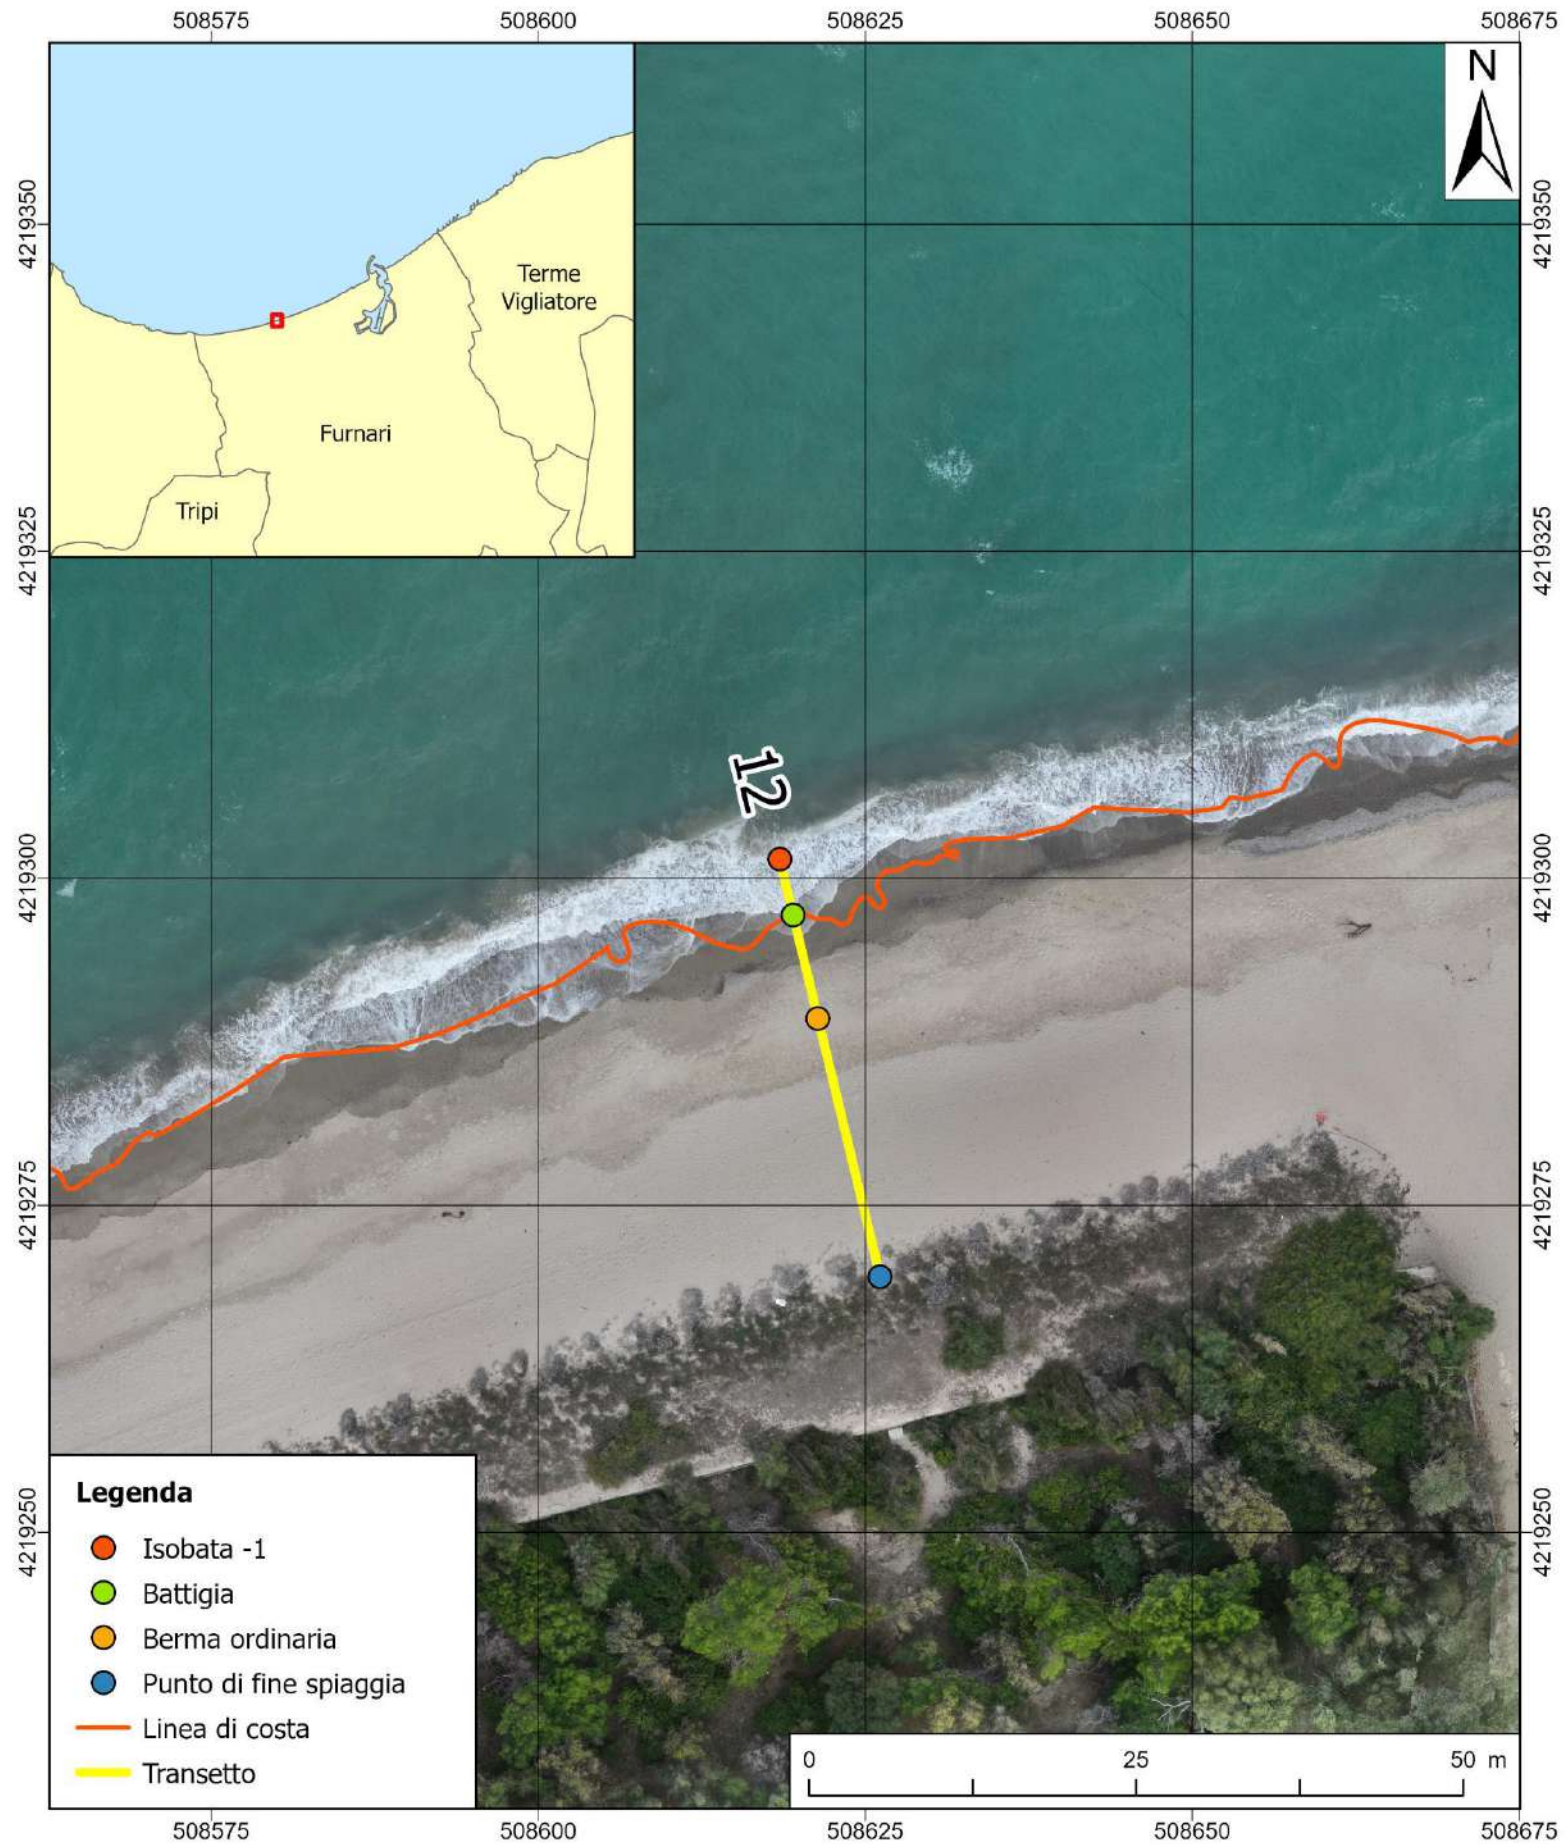 508575
508600
508625
508650
508675
N
4219350
4219350
Terme
Vigliatore
Furnari
Tripi
4219325
4219325
12
4219300
4219300
4219275
4219275
Legenda
Isobata -1
Battigia
Berma ordinaria
Punto di fine spiaggia
Linea di costa
Transetto
4219250
4219250
0
25
50 m
508575
508600
508625
508650
508675